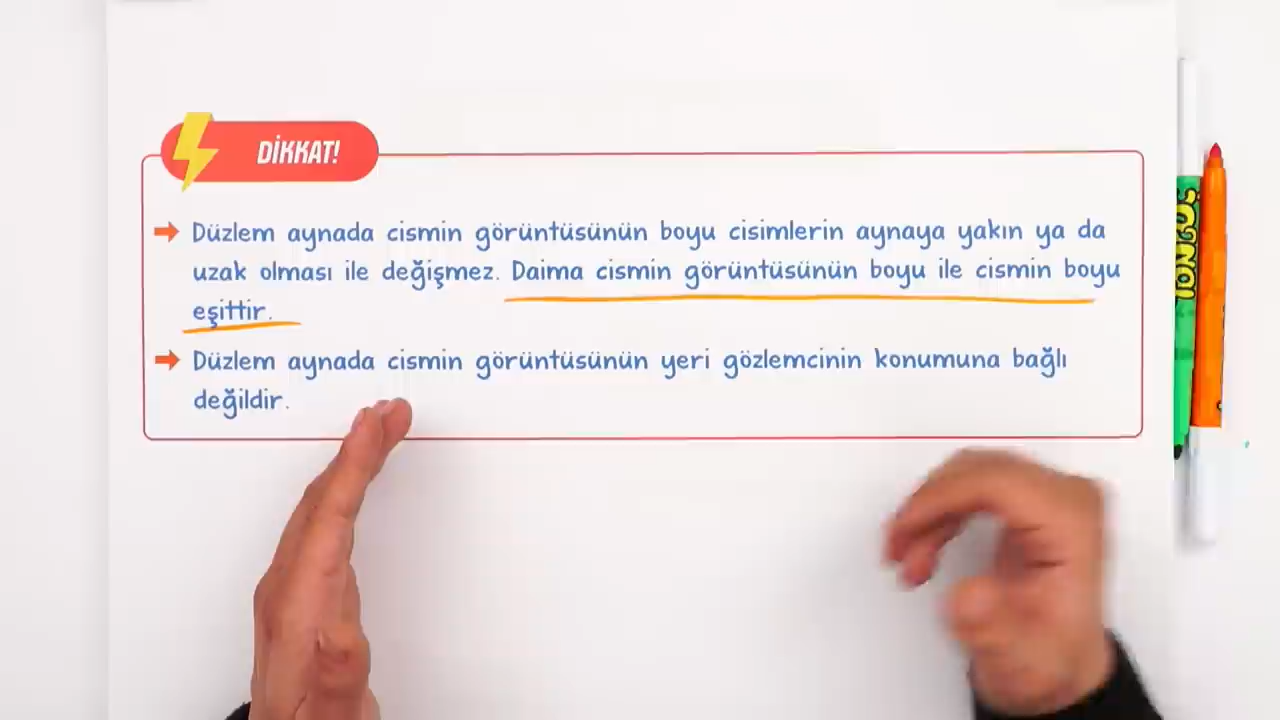 DİKKAT!
Düzlem aynada cismin görüntüsünün boyu cisimlerin aynaya yakın ya da
uzak olması ile değişmez. Daima cismin görüntüsünün boyu ile cismin boyu
eşittir.
Düzlem aynada cismin görüntüsünün yeri gözlemcinin konumuna bağlı
değildir.